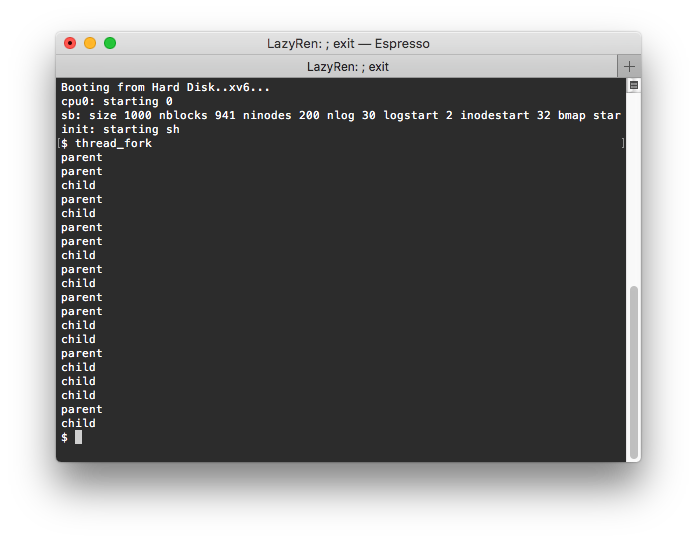 LazyRen: ; exit — Espresso
LazyRen: ; exit
Booting from Hard Disk..xv6...
cpu0: starting 0
sb: size 1000 nblocks 941 ninodes 200 nlog 30 logstart 2 inodestart 32 bmap star
init: starting sh
[$ thread_fork ]
parent
parent
child
parent
child
parent
parent
child
parent
child
parent
parent
child
child
parent
child
child
child
parent
child
$